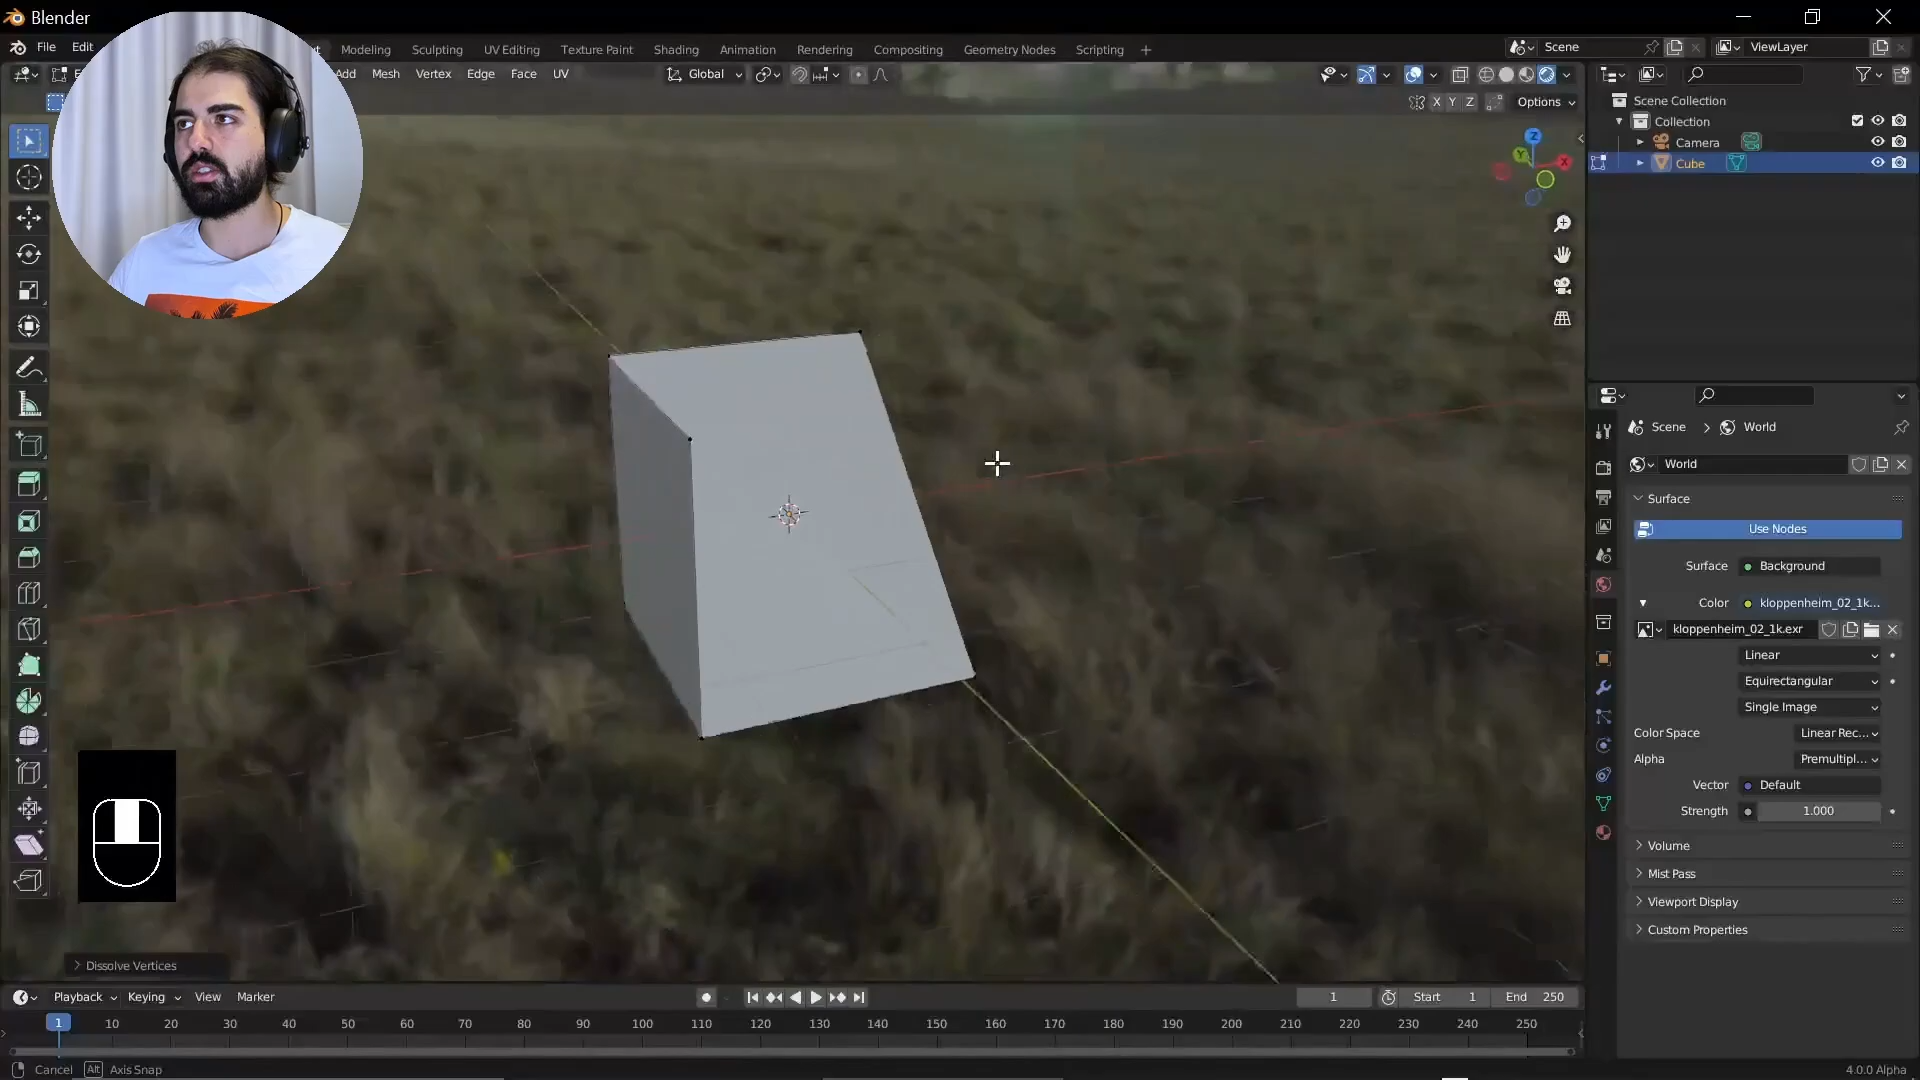 Blender
File Edit Modeling Sculpting UV Editing Texture Paint Shading Animation Rendering Compositing Geometry Nodes Scripting + Scene ViewLayer
Add Mesh Vertex Edge Face UV Global
X Y Z Options
Scene Collection
Collection
Camera
Cube
Z
Y
X
Scene > World
World
Surface
Use Nodes
Surface Background
Color kloppenheim_02_1k...
kloppenheim_02_1k.exr
Linear
Equirectangular
Single Image
Color Space Linear Rec...
Alpha Premultipl...
Vector Default
Strength 1.000
Volume
Mist Pass
Viewport Display
Custom Properties
Dissolve Vertices
Playback Keying View Marker 1 Start 1 End 250
1 10 20 30 40 50 60 70 80 90 100 110 120 130 140 150 160 170 180 190 200 210 220 230 240 250
Cancel Alt Axis Snap 4.0.0 Alpha